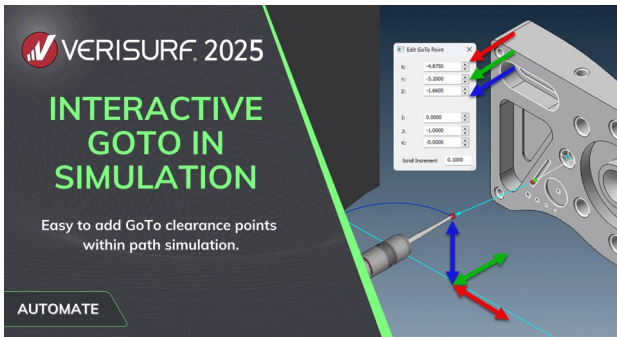 VERISURF. 2025
INTERACTIVE
GOTO IN
SIMULATION
Easy to add GoTo clearance points
within path simulation.
AUTOMATE
Edit GoTo Point
X: -4.8750
Y: -3.2000
Z: -1.6600
I: 0.0000
J: -1.0000
K: -0.0000
Scroll Increment 0.1000